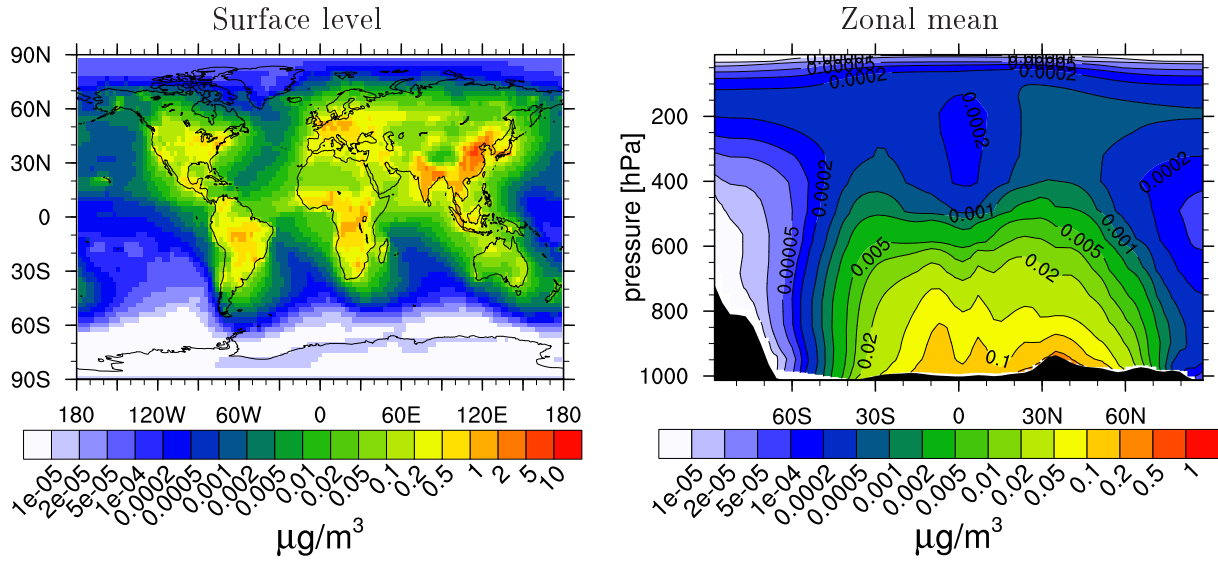 Surface level
Zonal mean
90N
60N
30N
0
30S
60S
90S
180 120W 60W 0 60E 120E 180
1e-05 2e-05 5e-05 1e-04 0.0002 0.00005 0.001 0.002 0.005 0.01 0.02 0.05 0.1 0.2 0.5 1 2 5 10
µg/m³
pressure [hPa]
200
400
600
800
1000
0.00005
0.0002
0.0002
0.0002
0.0002
0.0002
0.001
0.001
0.005
0.005
0.00005
0.02
0.02
0.1
60S 30S 0 30N 60N
1e-05 2e-05 5e-05 1e-04 0.0002 0.00005 0.001 0.002 0.005 0.01 0.02 0.05 0.1 0.2 0.5 1
µg/m³